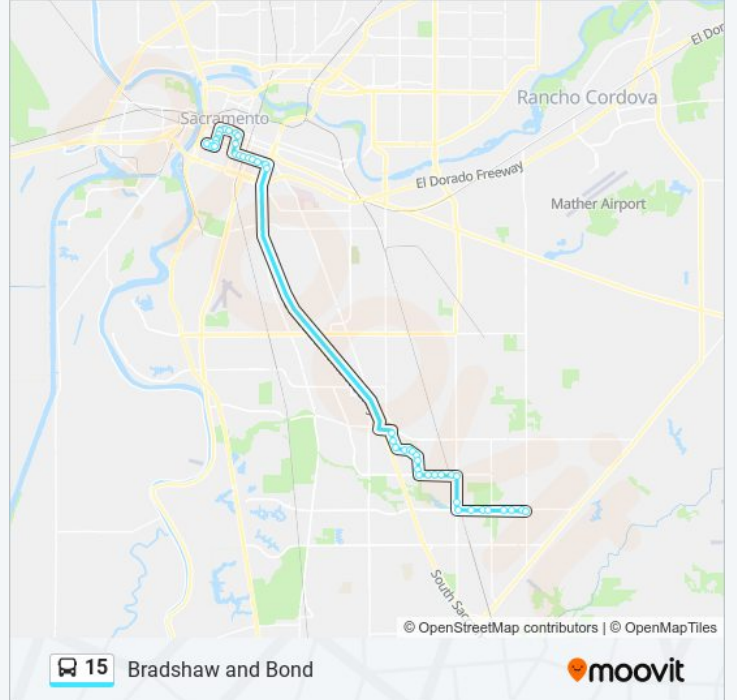 El Dor
Rancho Cordova
Sacramento
El Dorado Freeway
Mather Airport
South Sac
© OpenStreetMap contributors | © OpenMapTiles
15 Bradshaw and Bond
moovit